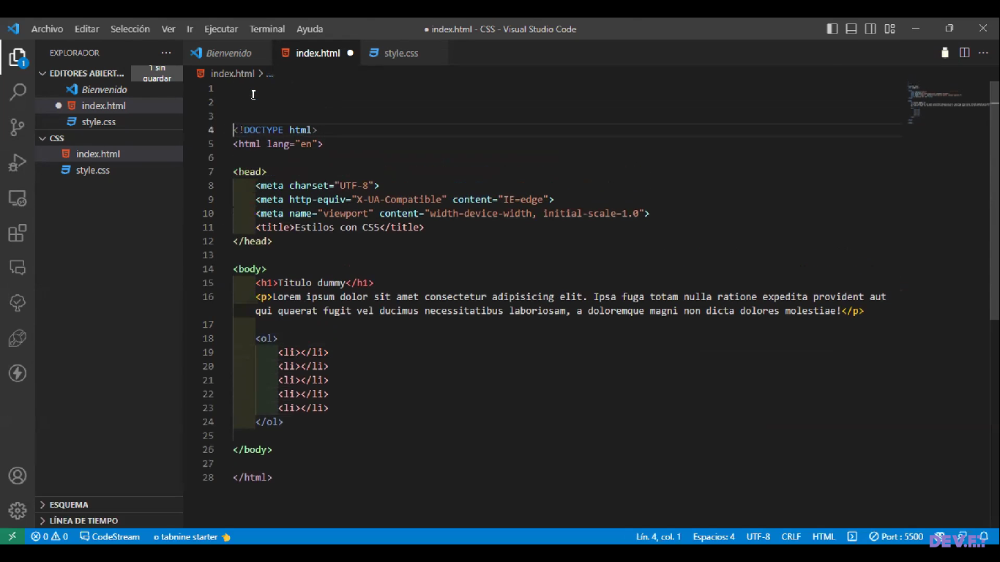 Archivo Editar Selección Ver Ir Ejecutar Terminal Ayuda
● index.html - CSS - Visual Studio Code
EXPLORADOR ···
Bienvenido
index.html ●
style.css
EDITORES ABIERT...
1 sin
guardar
Bienvenido
index.html
style.css
CSS
index.html
style.css
ESQUEMA
LÍNEA DE TIEMPO
1
index.html > ...
1
2
3
4 <!DOCTYPE html>
5 <html lang="en">
6
7 <head>
8     <meta charset="UTF-8">
9     <meta http-equiv="X-UA-Compatible" content="IE=edge">
10     <meta name="viewport" content="width=device-width, initial-scale=1.0">
11     <title>Estilos con CSS</title>
12 </head>
13
14 <body>
15     <h1>Titulo dummy</h1>
16     <p>Lorem ipsum dolor sit amet consectetur adipisicing elit. Ipsa fuga totam nulla ratione expedita provident aut
qui quaerat fugit vel ducimus necessitatibus laboriosam, a doloremque magni non dicta dolores molestiae!</p>
17
18     <ol>
19         <li></li>
20         <li></li>
21         <li></li>
22         <li></li>
23         <li></li>
24     </ol>
25
26 </body>
27
28 </html>
0 0 CodeStream tabnine starter Lín. 4, col. 1 Espacios: 4 UTF-8 CRLF HTML Port : 5500
DEV.F.: